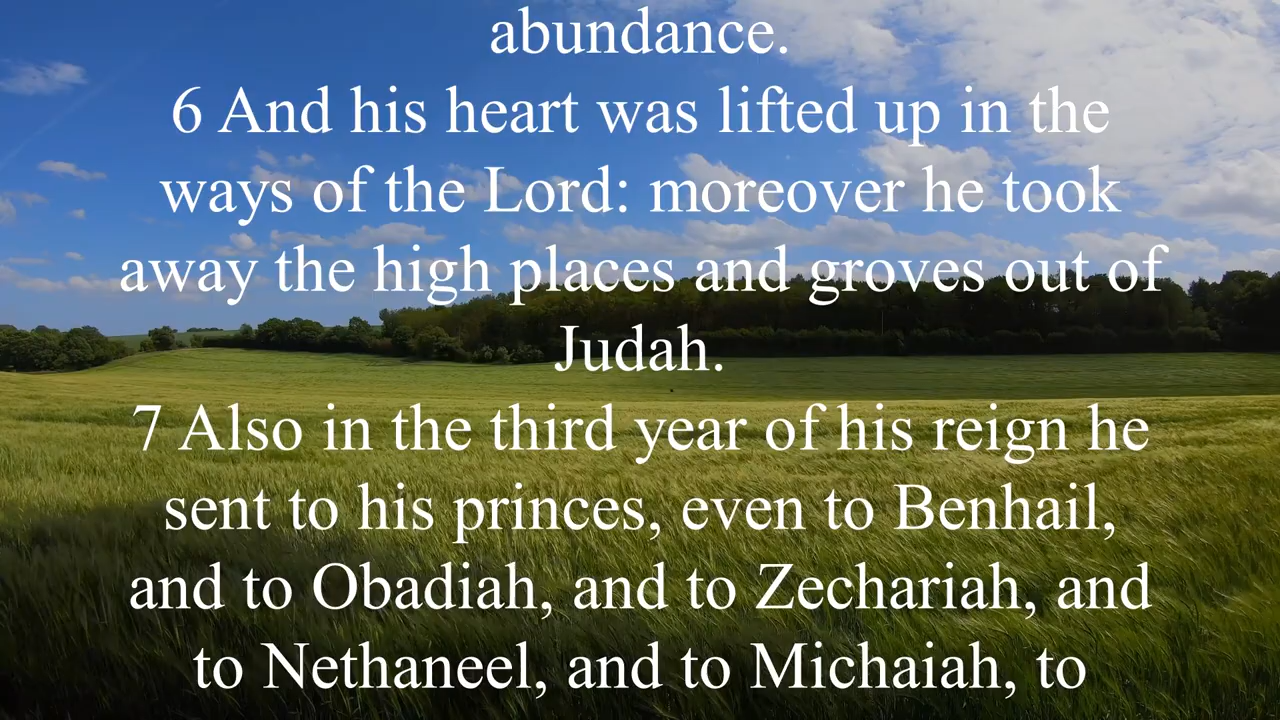 abundance.
6 And his heart was lifted up in the
ways of the Lord: moreover he took
away the high places and groves out of
Judah.
7 Also in the third year of his reign he
sent to his princes, even to Benhail,
and to Obadiah, and to Zechariah, and
to Nethaneel, and to Michaiah, to